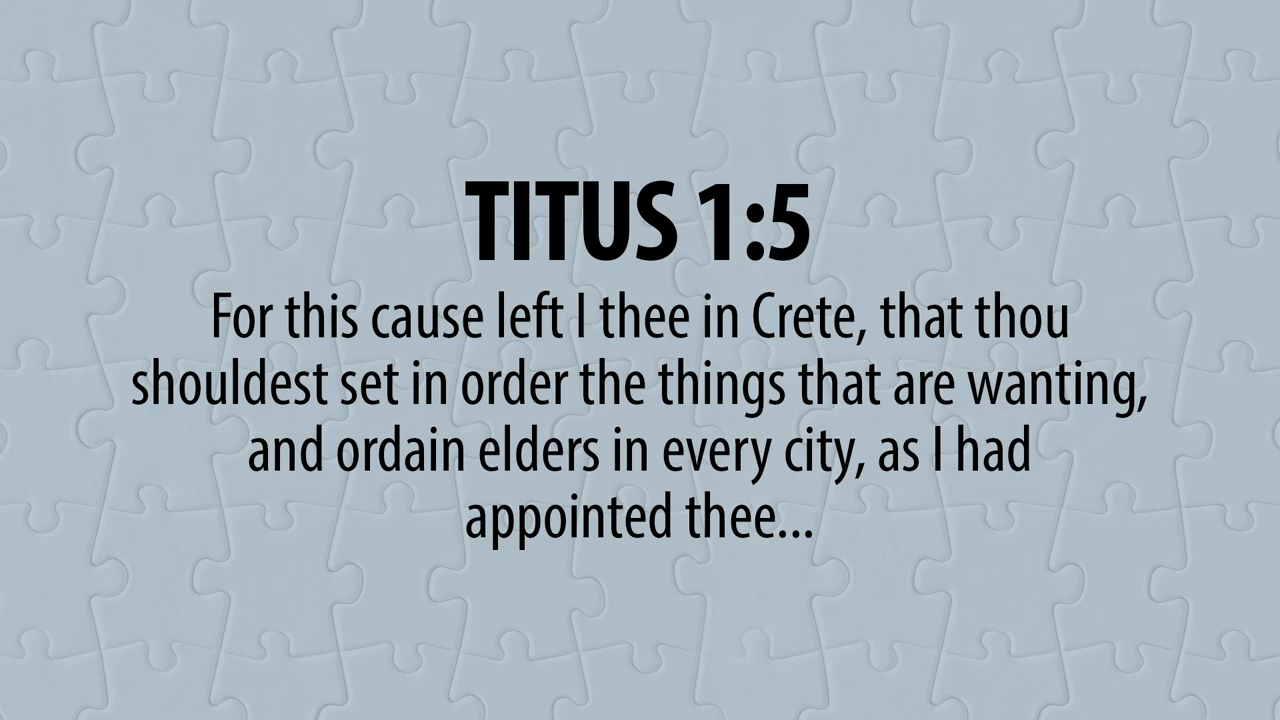 TITUS 1:5
For this cause left I thee in Crete, that thou
shouldest set in order the things that are wanting,
and ordain elders in every city, as I had
appointed thee...